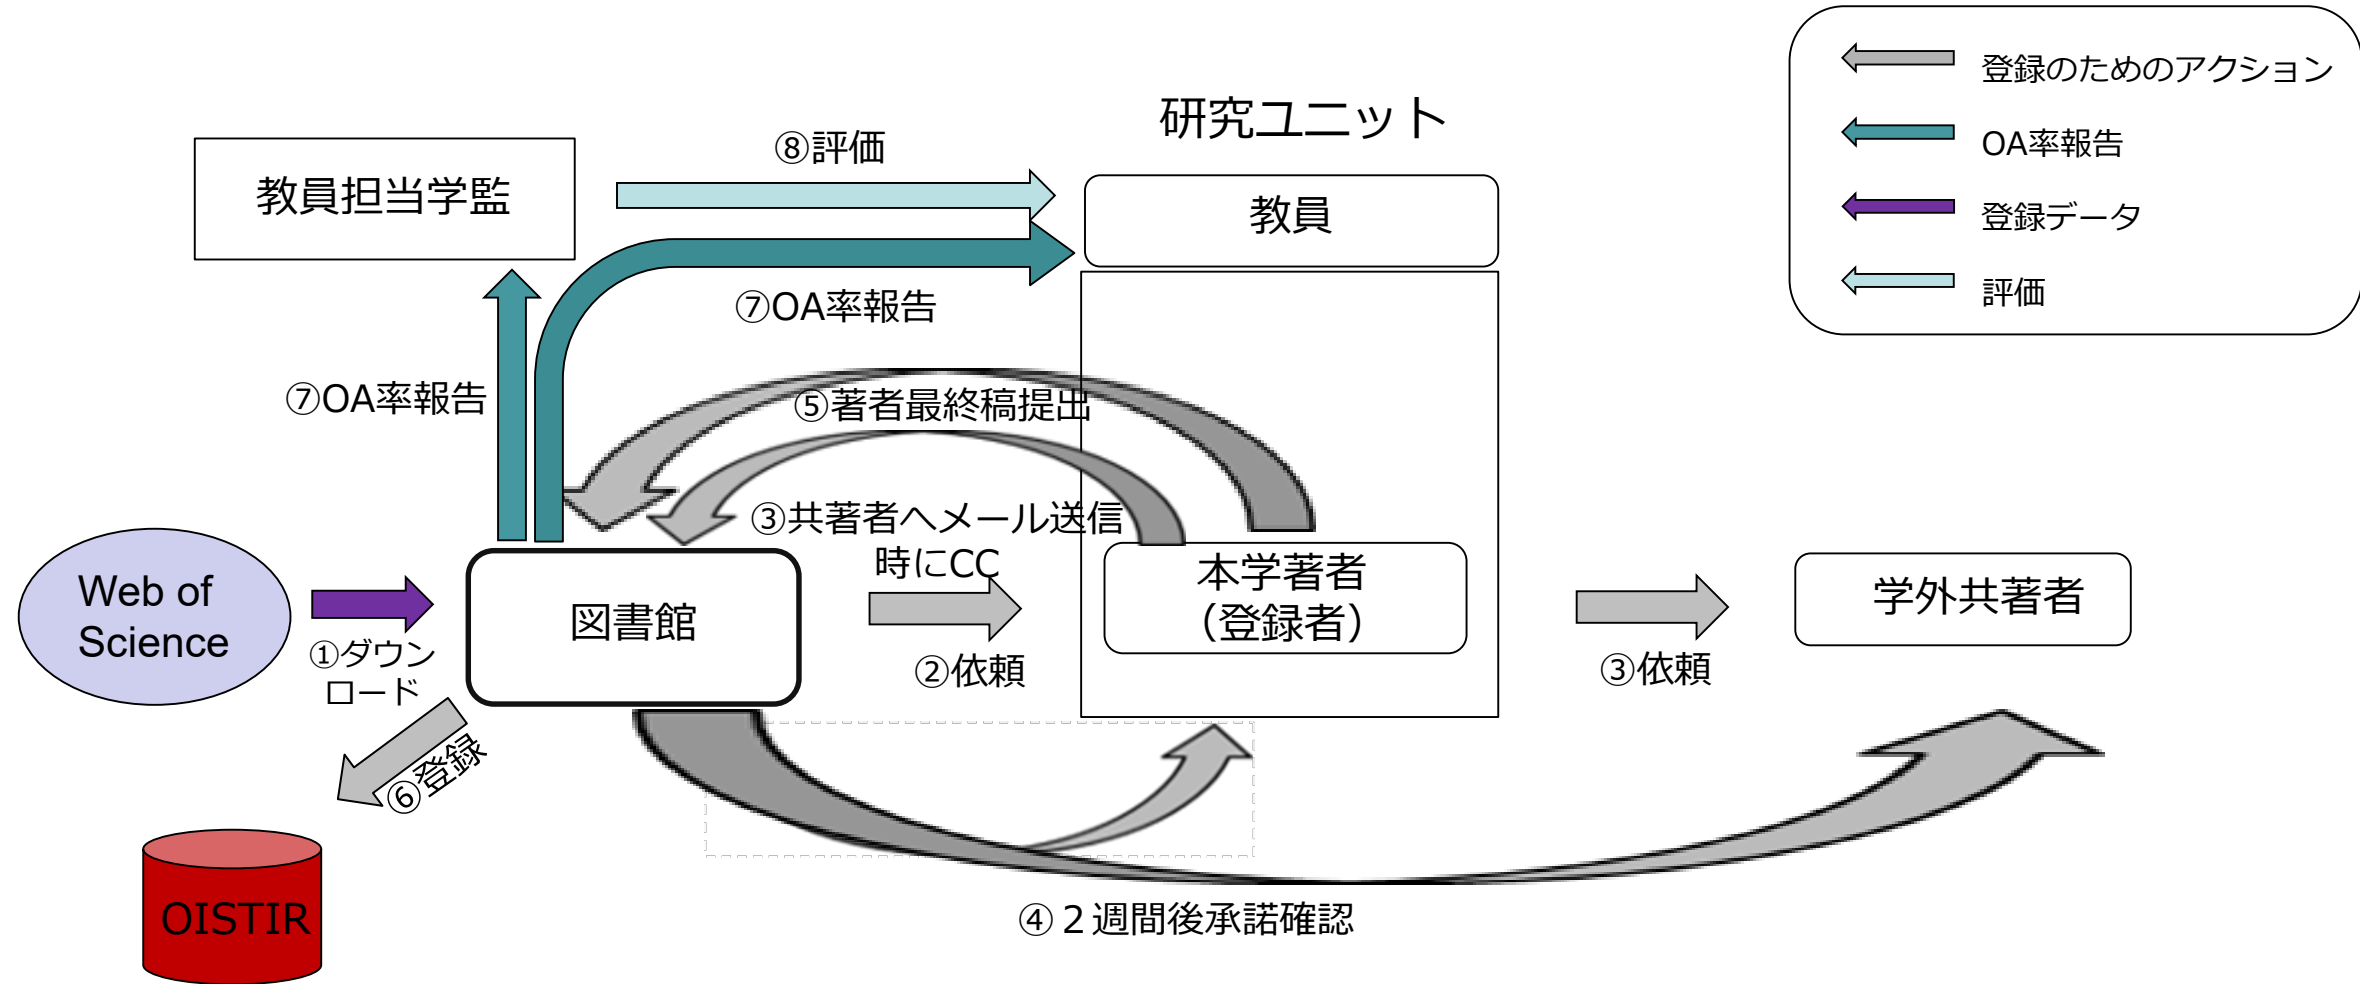 登録のためのアクション
OA率報告
登録データ
評価
研究ユニット
⑧評価
教員担当学監
教員
⑦OA率報告
⑦OA率報告
⑤著者最終稿提出
③共著者へメール送信
時にCC
Web of
Science
①ダウン
ロード
図書館
②依頼
本学著者
(登録者)
③依頼
学外共著者
⑥登録
OISTIR
④２週間後承諾確認